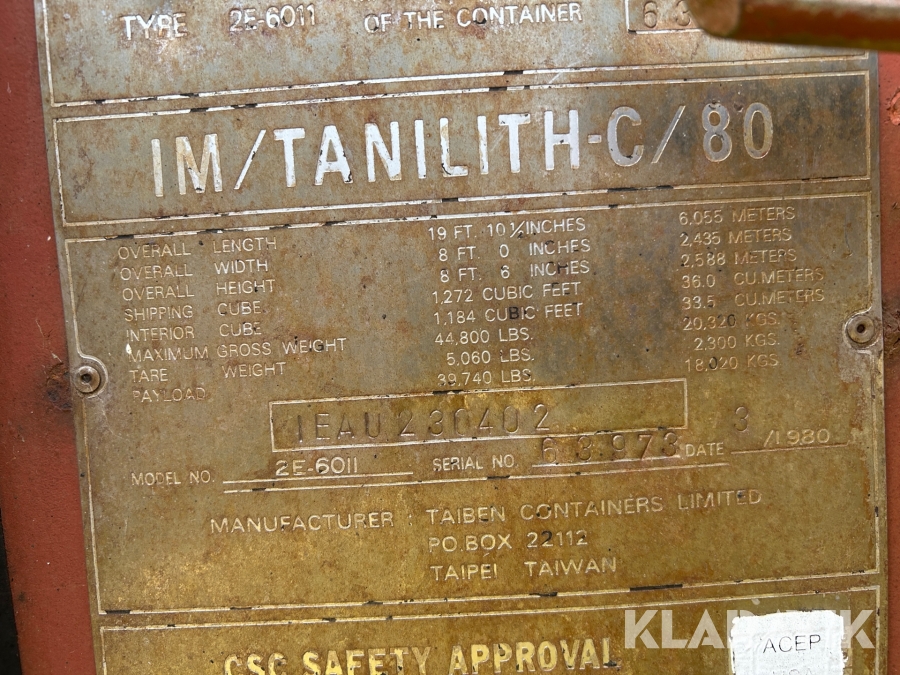 TYPE 2E-6011 OF THE CONTAINER 63
IM/TANILITH-C/80
OVERALL LENGTH 19 FT. 10½ INCHES 6,055 METERS
OVERALL WIDTH 8 FT. 0 INCHES 2,435 METERS
OVERALL HEIGHT 8 FT. 6 INCHES 2,588 METERS
SHIPPING CUBE 1,272 CUBIC FEET 36.0 CU.METERS
INTERIOR CUBE 1,184 CUBIC FEET 33.5 CU.METERS
MAXIMUM GROSS WEIGHT 44,800 LBS. 20,320 KGS.
TARE WEIGHT 5,060 LBS. 2,300 KGS.
PAYLOAD 39,740 LBS. 18,020 KGS
IEAU 230402
MODEL NO. 2E-6011 SERIAL NO. 63973 DATE 3 /1980
MANUFACTURER : TAIBEN CONTAINERS LIMITED
P.O.BOX 22112
TAIPEI TAIWAN
CSC SAFETY APPROVAL
ACEP